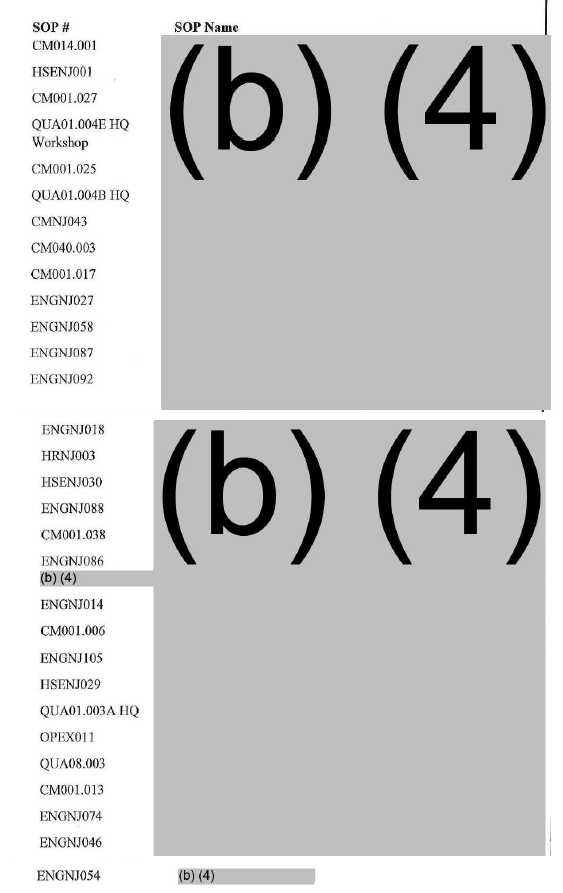 SOP # SOP Name
CM014.001 (b) (4)
HSENJ001
CM001.027
QUA01.004E HQ
Workshop
CM001.025
QUA01.004B HQ
CMNJ043
CM040.003
CM001.017
ENGNJ027
ENGNJ058
ENGNJ087
ENGNJ092
ENGNJ018 (b) (4)
HRNJ003
HSENJ030
ENGNJ088
CM001.038
ENGNJ086
(b) (4)
ENGNJ014
CM001.006
ENGNJ105
HSENJ029
QUA01.003A HQ
OPEX011
QUA08.003
CM001.013
ENGNJ074
ENGNJ046
ENGNJ054 (b) (4)